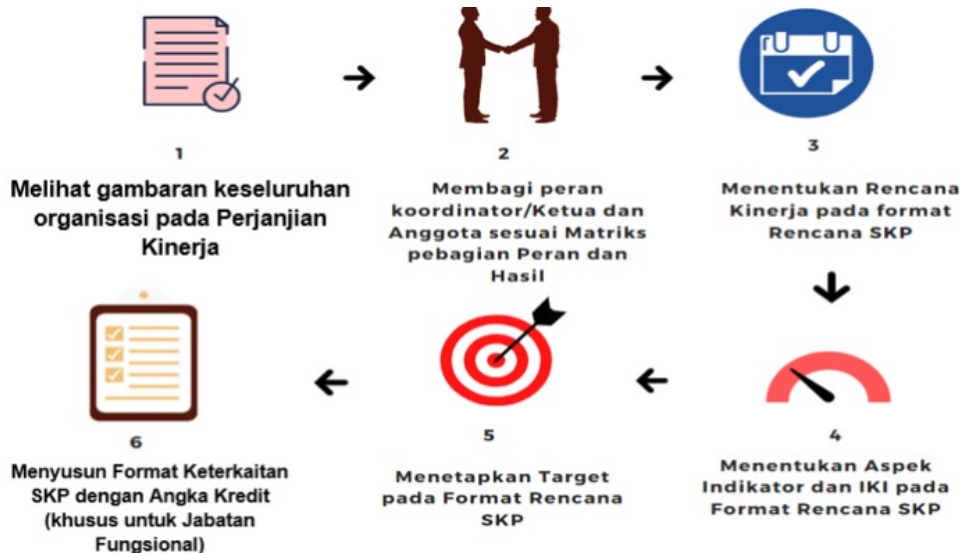 1
Melihat gambaran keseluruhan
organisasi pada Perjanjian
Kinerja
2
Membagi peran
koordinator/Ketua dan
Anggota sesuai Matriks
pebagian Peran dan
Hasil
3
Menentukan Rencana
Kinerja pada format
Rencana SKP
4
Menentukan Aspek
Indikator dan IKI pada
Format Rencana SKP
5
Menetapkan Target
pada Format Rencana
SKP
6
Menyusun Format Keterkaitan
SKP dengan Angka Kredit
(khusus untuk Jabatan
Fungsional)